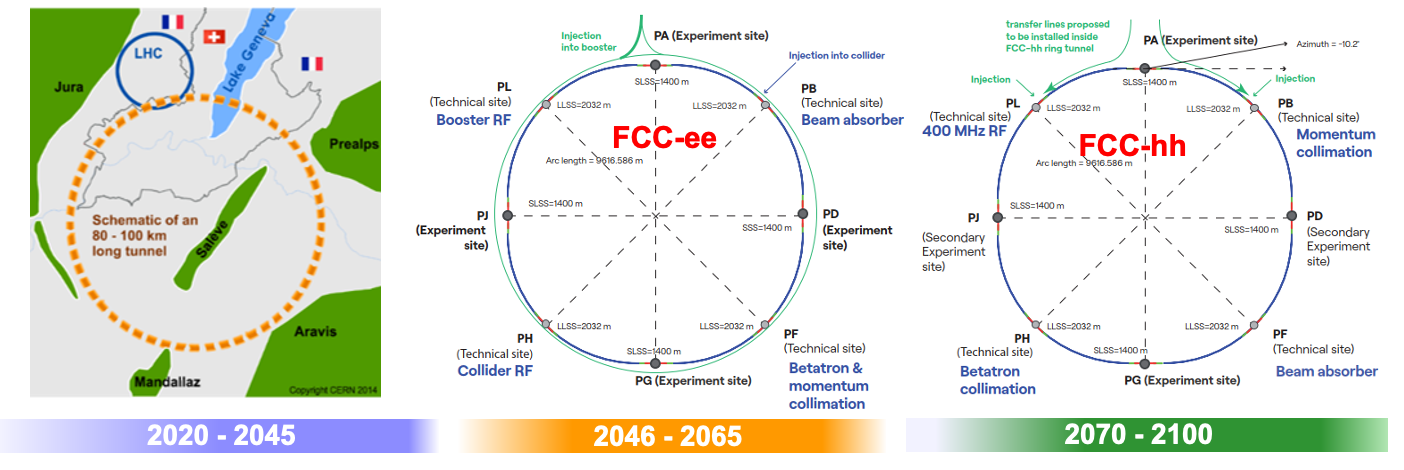 LHC
Lake Geneva
Jura
Prealps
Schematic of an
80 - 100 km
long tunnel
Salève
Aravis
Mandallaz
Copyright CERN 2014
2020 - 2045
Injection
into booster
PA (Experiment site)
Injection into collider
SLSS=1400 m
PL
(Technical site)
Booster RF
LLSS=2032 m
LLSS=2032 m
PB
(Technical site)
Beam absorber
FCC-ee
Arc length = 9616.586 m
SLSS=1400 m
PJ
(Experiment
site)
SSS=1400 m
PD
(Experiment
site)
LLSS=2032 m
LLSS=2032 m
PH
(Technical site)
Collider RF
SLSS=1400 m
PG (Experiment site)
PF
(Technical site)
Betatron &
momentum
collimation
2046 - 2065
transfer lines proposed
to be installed inside
FCC-hh ring tunnel
PA (Experiment site)
Azimuth = -10.2°
Injection
SLSS=1400 m
Injection
PL
(Technical site)
400 MHz RF
LLSS=2032 m
LLSS=2032 m
PB
(Technical site)
Momentum
collimation
FCC-hh
Arc length = 9616.586 m
SLSS=1400 m
PJ
(Secondary
Experiment
site)
SLSS=1400 m
PD
(Secondary
Experiment
site)
LLSS=2032 m
LLSS=2032 m
PH
(Technical site)
Betatron
collimation
SLSS=1400 m
PG (Experiment site)
PF
(Technical site)
Beam absorber
2070 - 2100